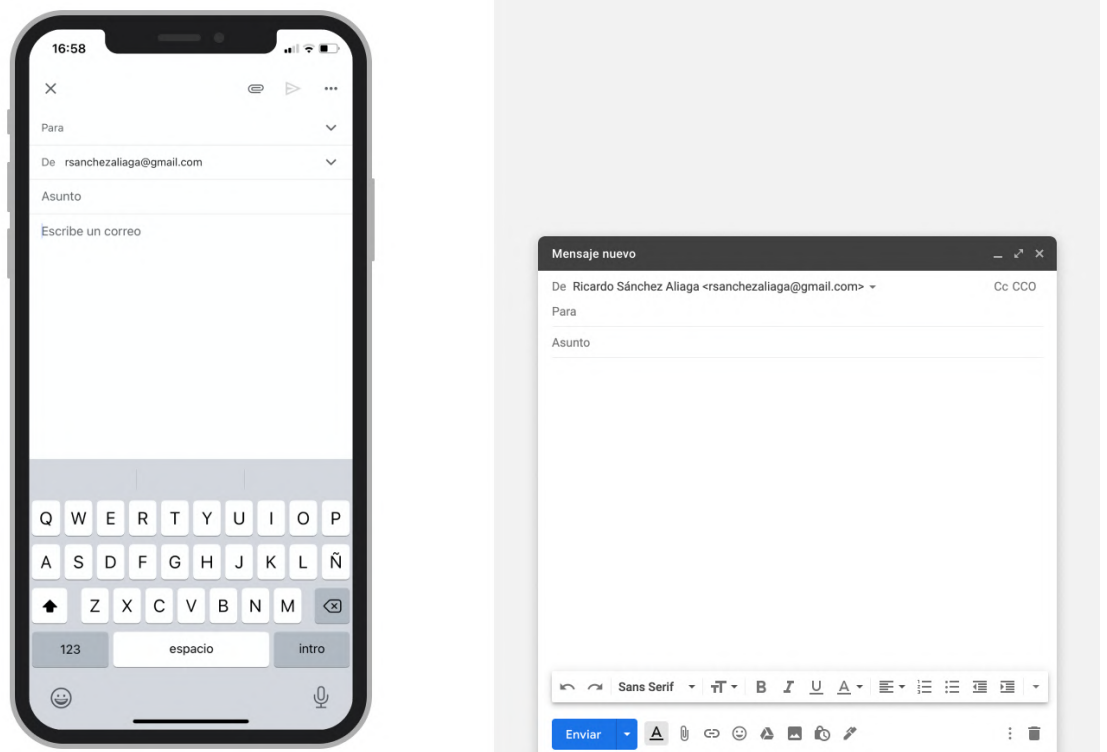 16:58
Para
De rsanchezaliaga@gmail.com
Asunto
Escribe un correo
Q W E R T Y U I O P
A S D F G H J K L Ñ
Z X C V B N M
123 espacio intro
Mensaje nuevo
De Ricardo Sánchez Aliaga <rsanchezaliaga@gmail.com> Cc CCO
Para
Asunto
Sans Serif B I U A
Enviar A